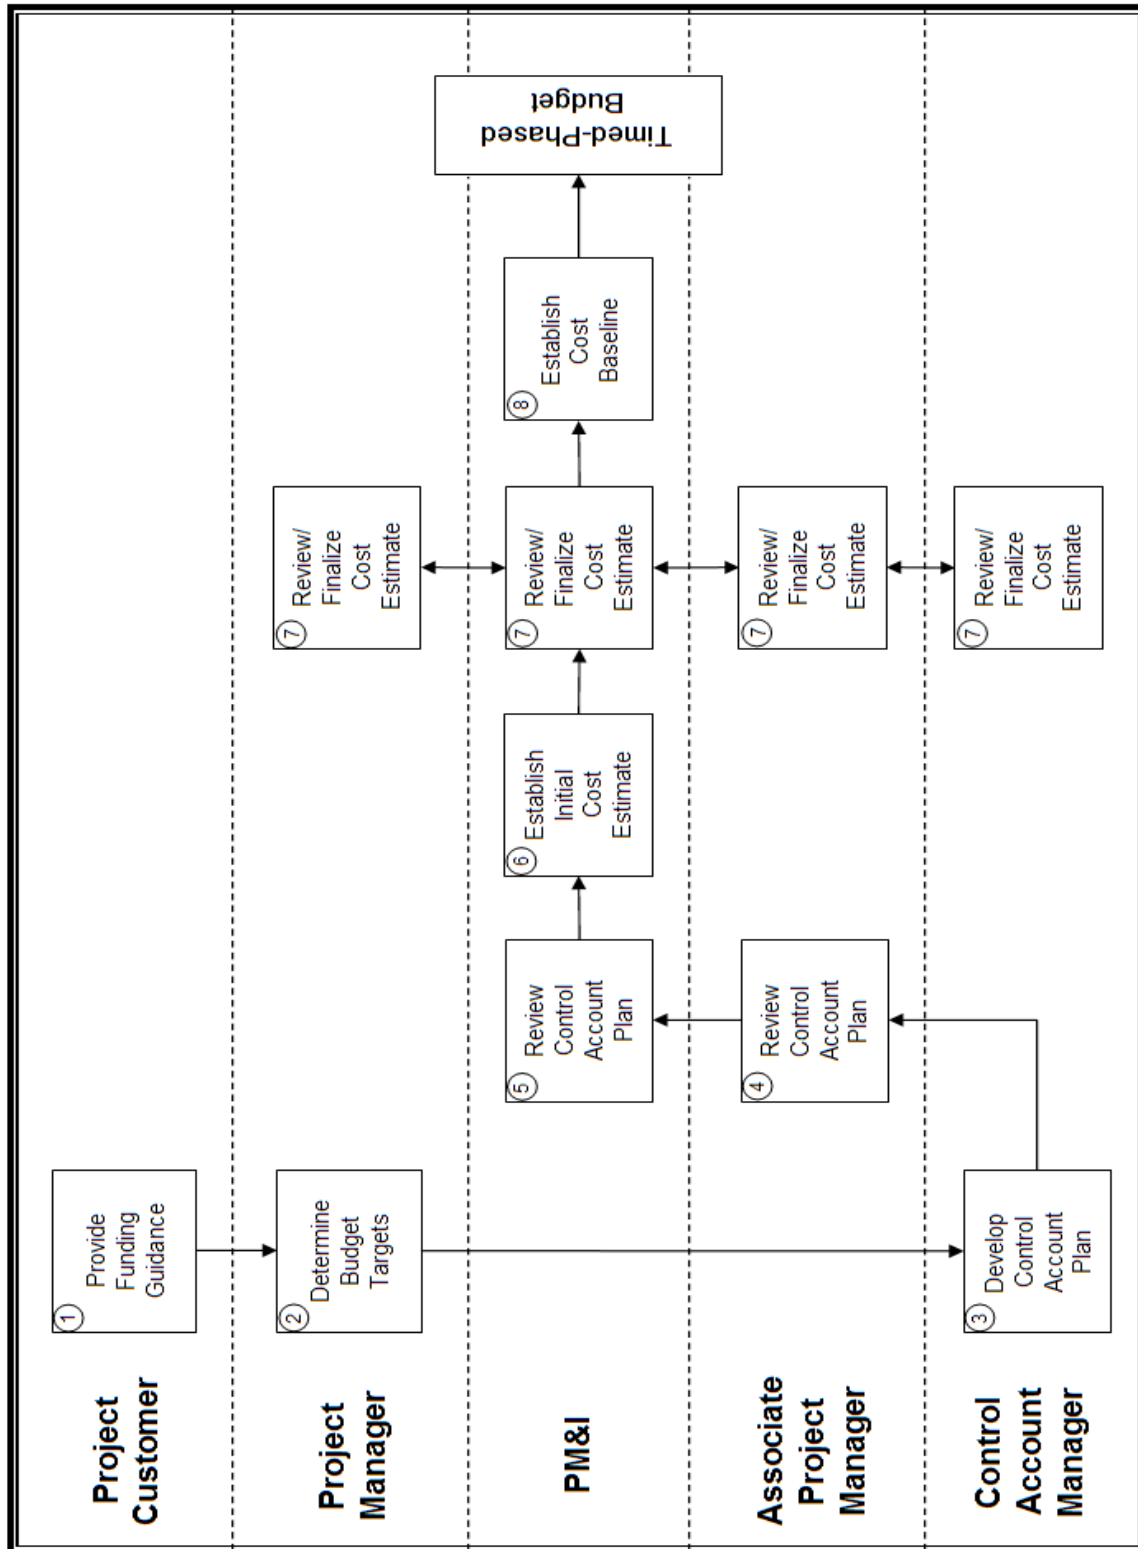 Project
Customer
1
Provide
Funding
Guidance
Project
Manager
2
Determine
Budget
Targets
7
Review/
Finalize
Cost
Estimate
PM&I
5
Review
Control
Account
Plan
6
Establish
Initial
Cost
Estimate
7
Review/
Finalize
Cost
Estimate
8
Establish
Cost
Baseline
Timed-Phased
Budget
Associate
Project
Manager
4
Review
Control
Account
Plan
7
Review/
Finalize
Cost
Estimate
Control
Account
Manager
3
Develop
Control
Account
Plan
7
Review/
Finalize
Cost
Estimate